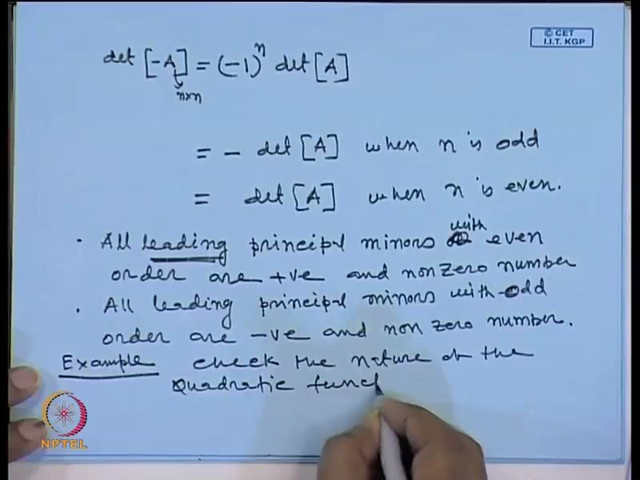 © CET
I.I.T. KGP
det [-A] = (-1)^n det [A]
n×n
= - det [A] when n is odd
= det [A] when n is even.
· All leading principal minors with even
order are +ve and nonzero number
· All leading principal minors with odd
order are -ve and non zero number.
Example check the nature of the
Quadratic funct
NPTEL